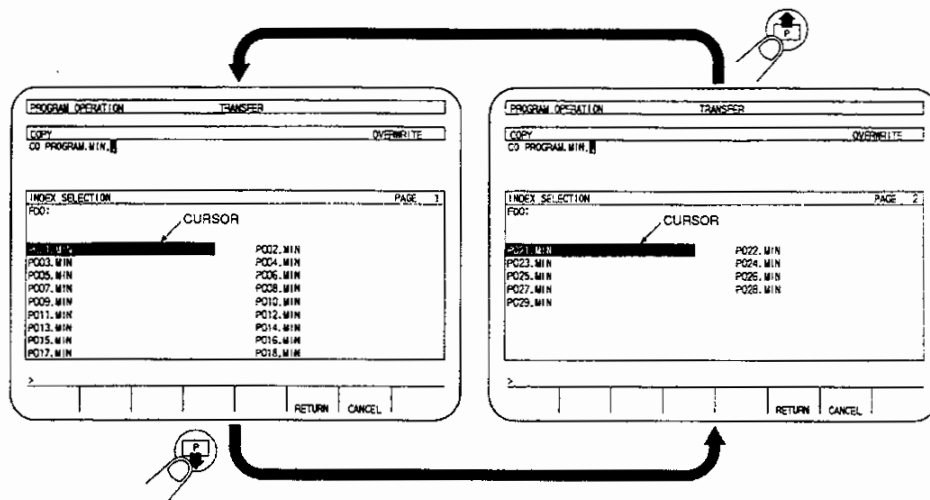 P
PROGRAM OPERATION TRANSFER
COPY OVERWRITE
CO PROGRAM.MIN,
INDEX SELECTION PAGE 1
FD0:
CURSOR
P002.MIN
P003.MIN P004.MIN
P005.MIN P006.MIN
P007.MIN P008.MIN
P009.MIN P010.MIN
P011.MIN P012.MIN
P013.MIN P014.MIN
P015.MIN P016.MIN
P017.MIN P018.MIN
>
RETURN CANCEL
PROGRAM OPERATION TRANSFER
COPY OVERWRITE
CO PROGRAM.MIN,
INDEX SELECTION PAGE 2
FD0:
CURSOR
P021.MIN P022.MIN
P023.MIN P024.MIN
P025.MIN P026.MIN
P027.MIN P028.MIN
P029.MIN
>
RETURN CANCEL
P